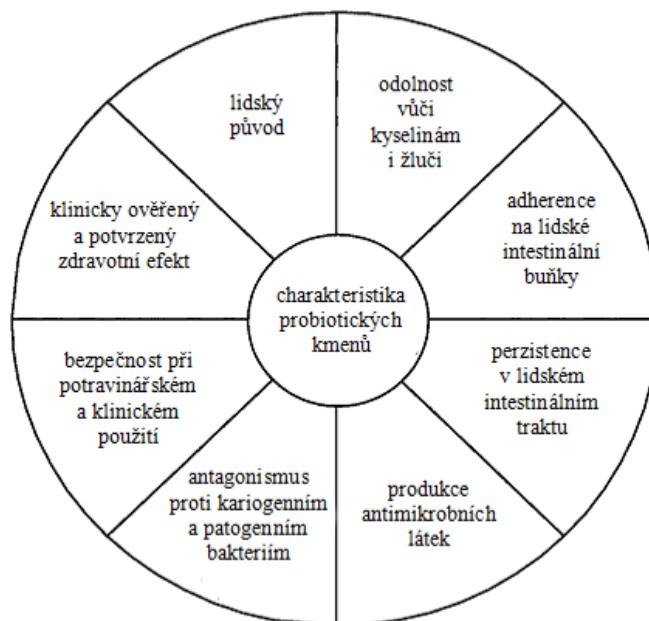 lidský
původ
odolnost
vůči
kyselinám
i žluči
adherence
na lidské
intestinální
buňky
perzistence
v lidském
intestinálním
traktu
produkce
antimikrobních
látek
antagonismus
proti kariogenním
a patogenním
bakteriím
bezpečnost při
potravinářském
a klinickém
použití
klinicky ověřený
a potvrzený
zdravotní efekt
charakteristika
probiotických
kmenů